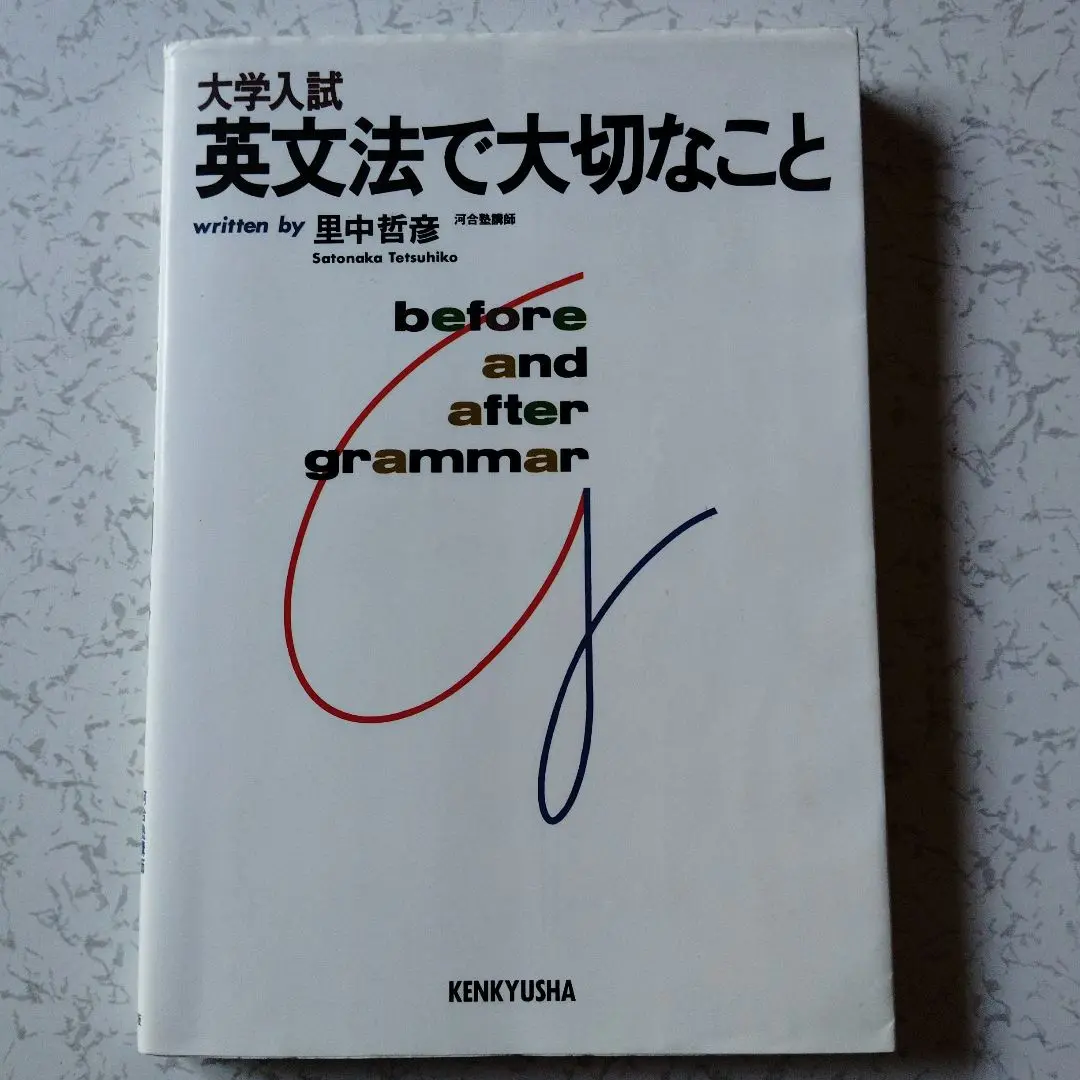 大学入試
英文法で大切なこと
written by 里中哲彦 河合塾講師
Satonaka Tetsuhiko
before
and
after
grammar
KENKYUSHA